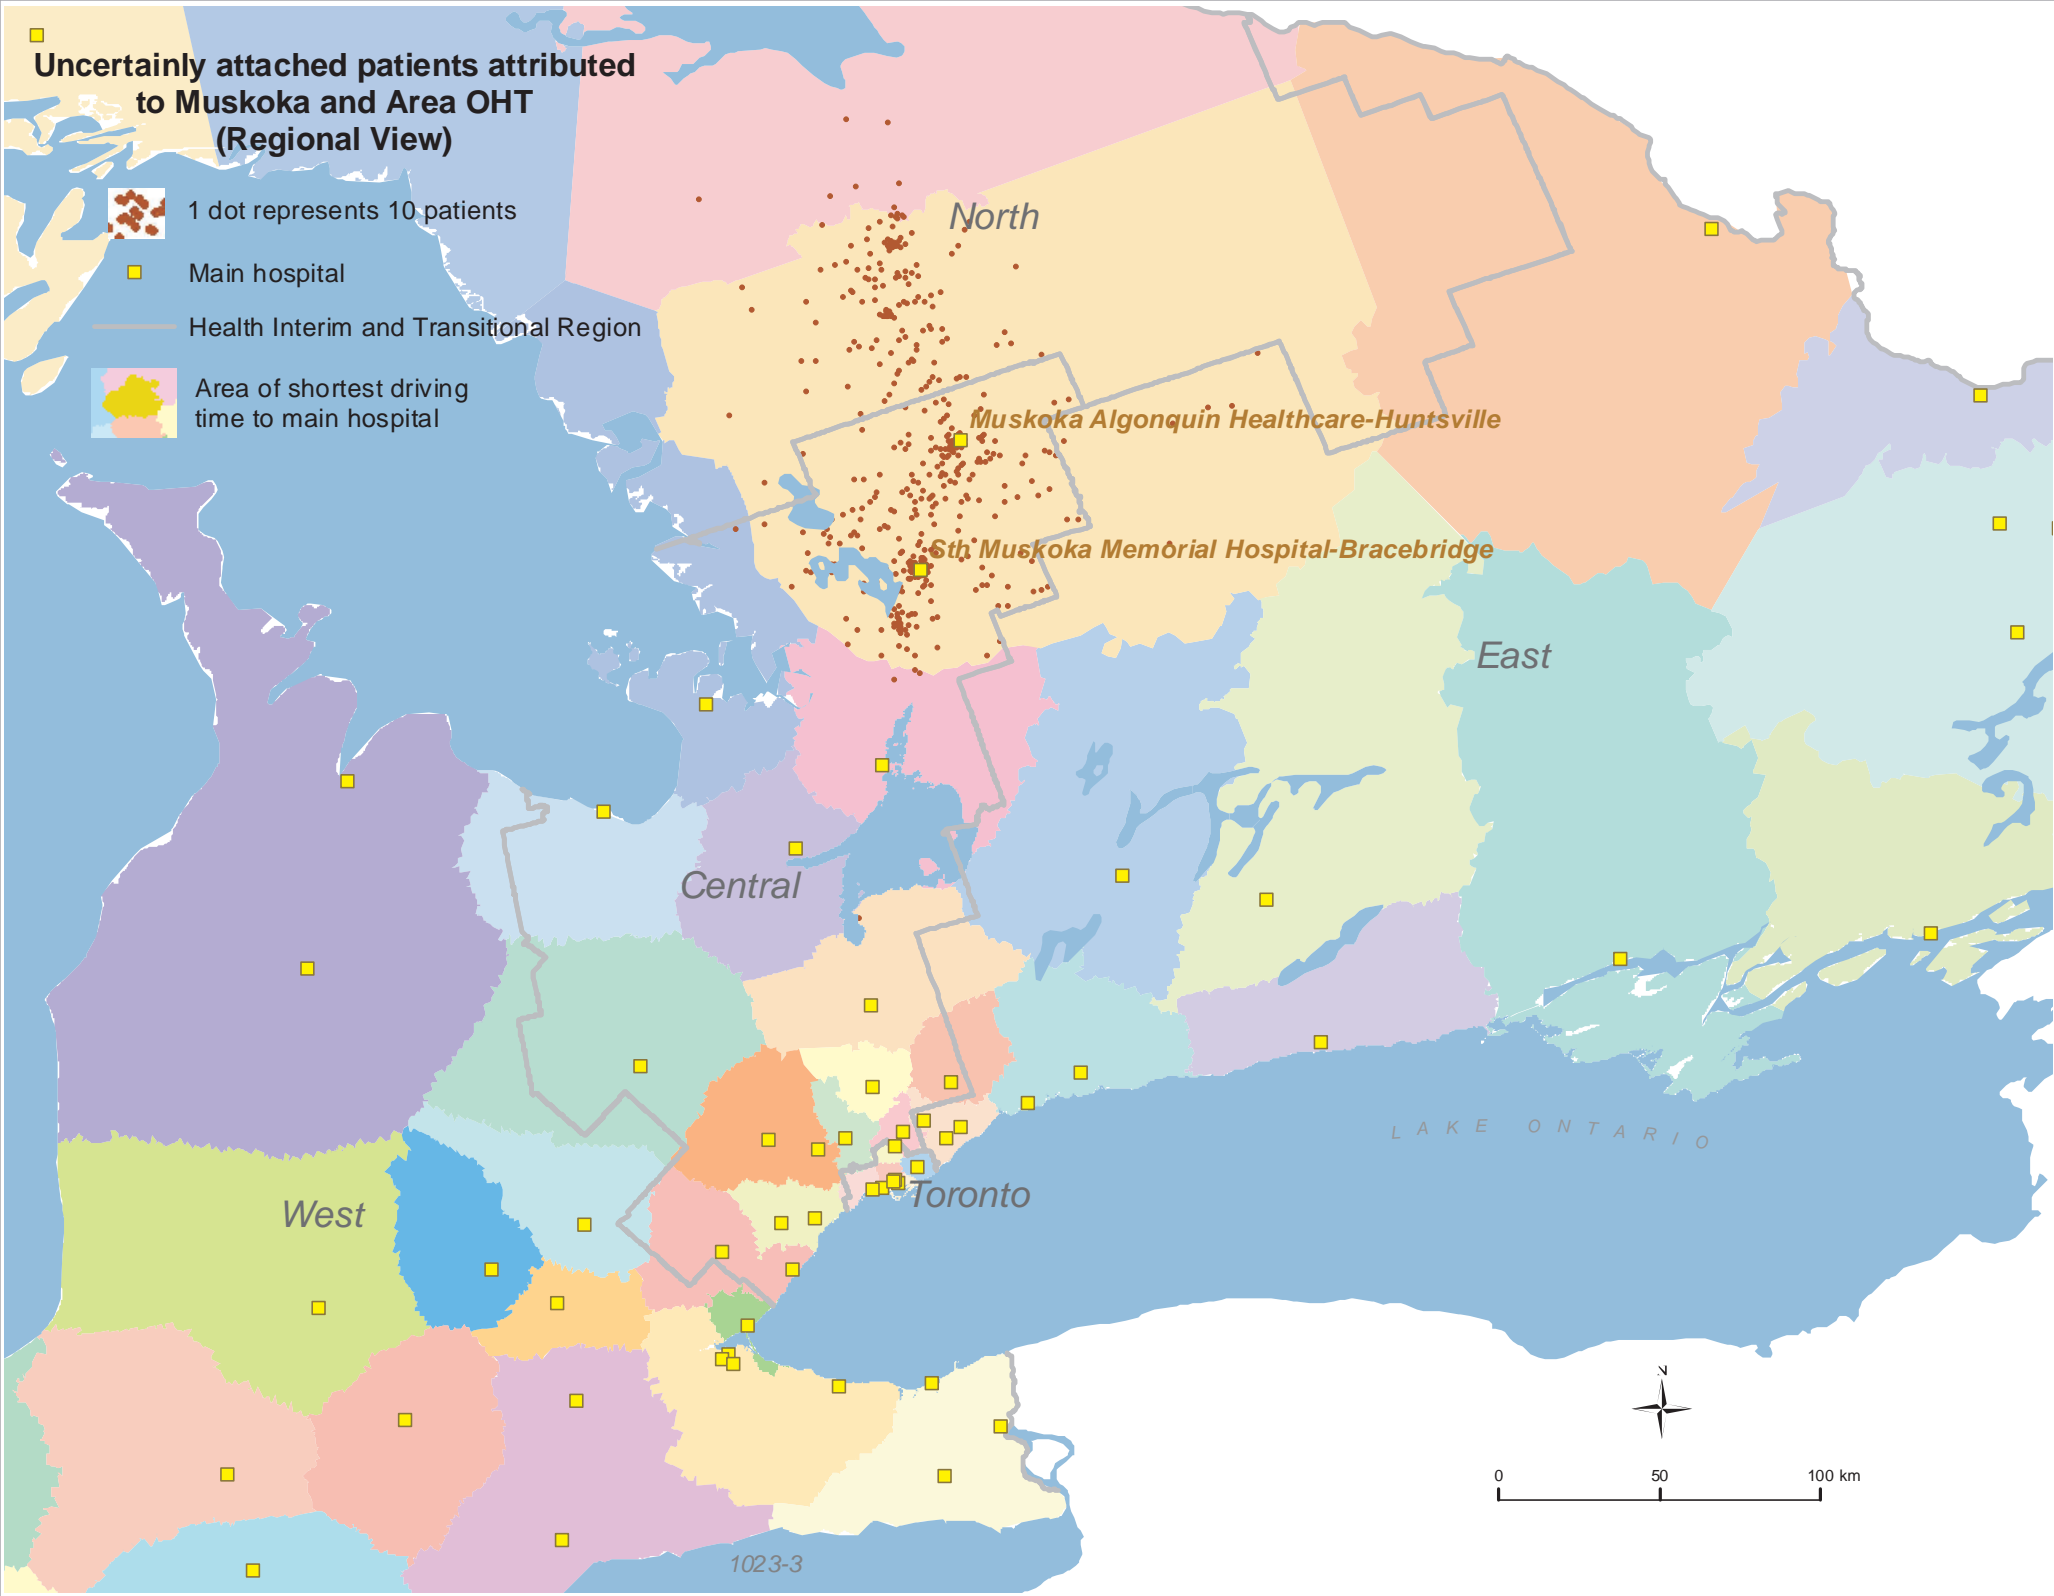 Uncertainly attached patients attributed
to Muskoka and Area OHT
(Regional View)
1 dot represents 10 patients
North
Main hospital
Health Interim and Transitional Region
Area of shortest driving
time to main hospital
Muskoka Algonquin Healthcare-Huntsville
Sth Muskoka Memorial Hospital-Bracebridge
East
Central
LAKE ONTARIO
Toronto
West
N
0 50 100 km
1023-3